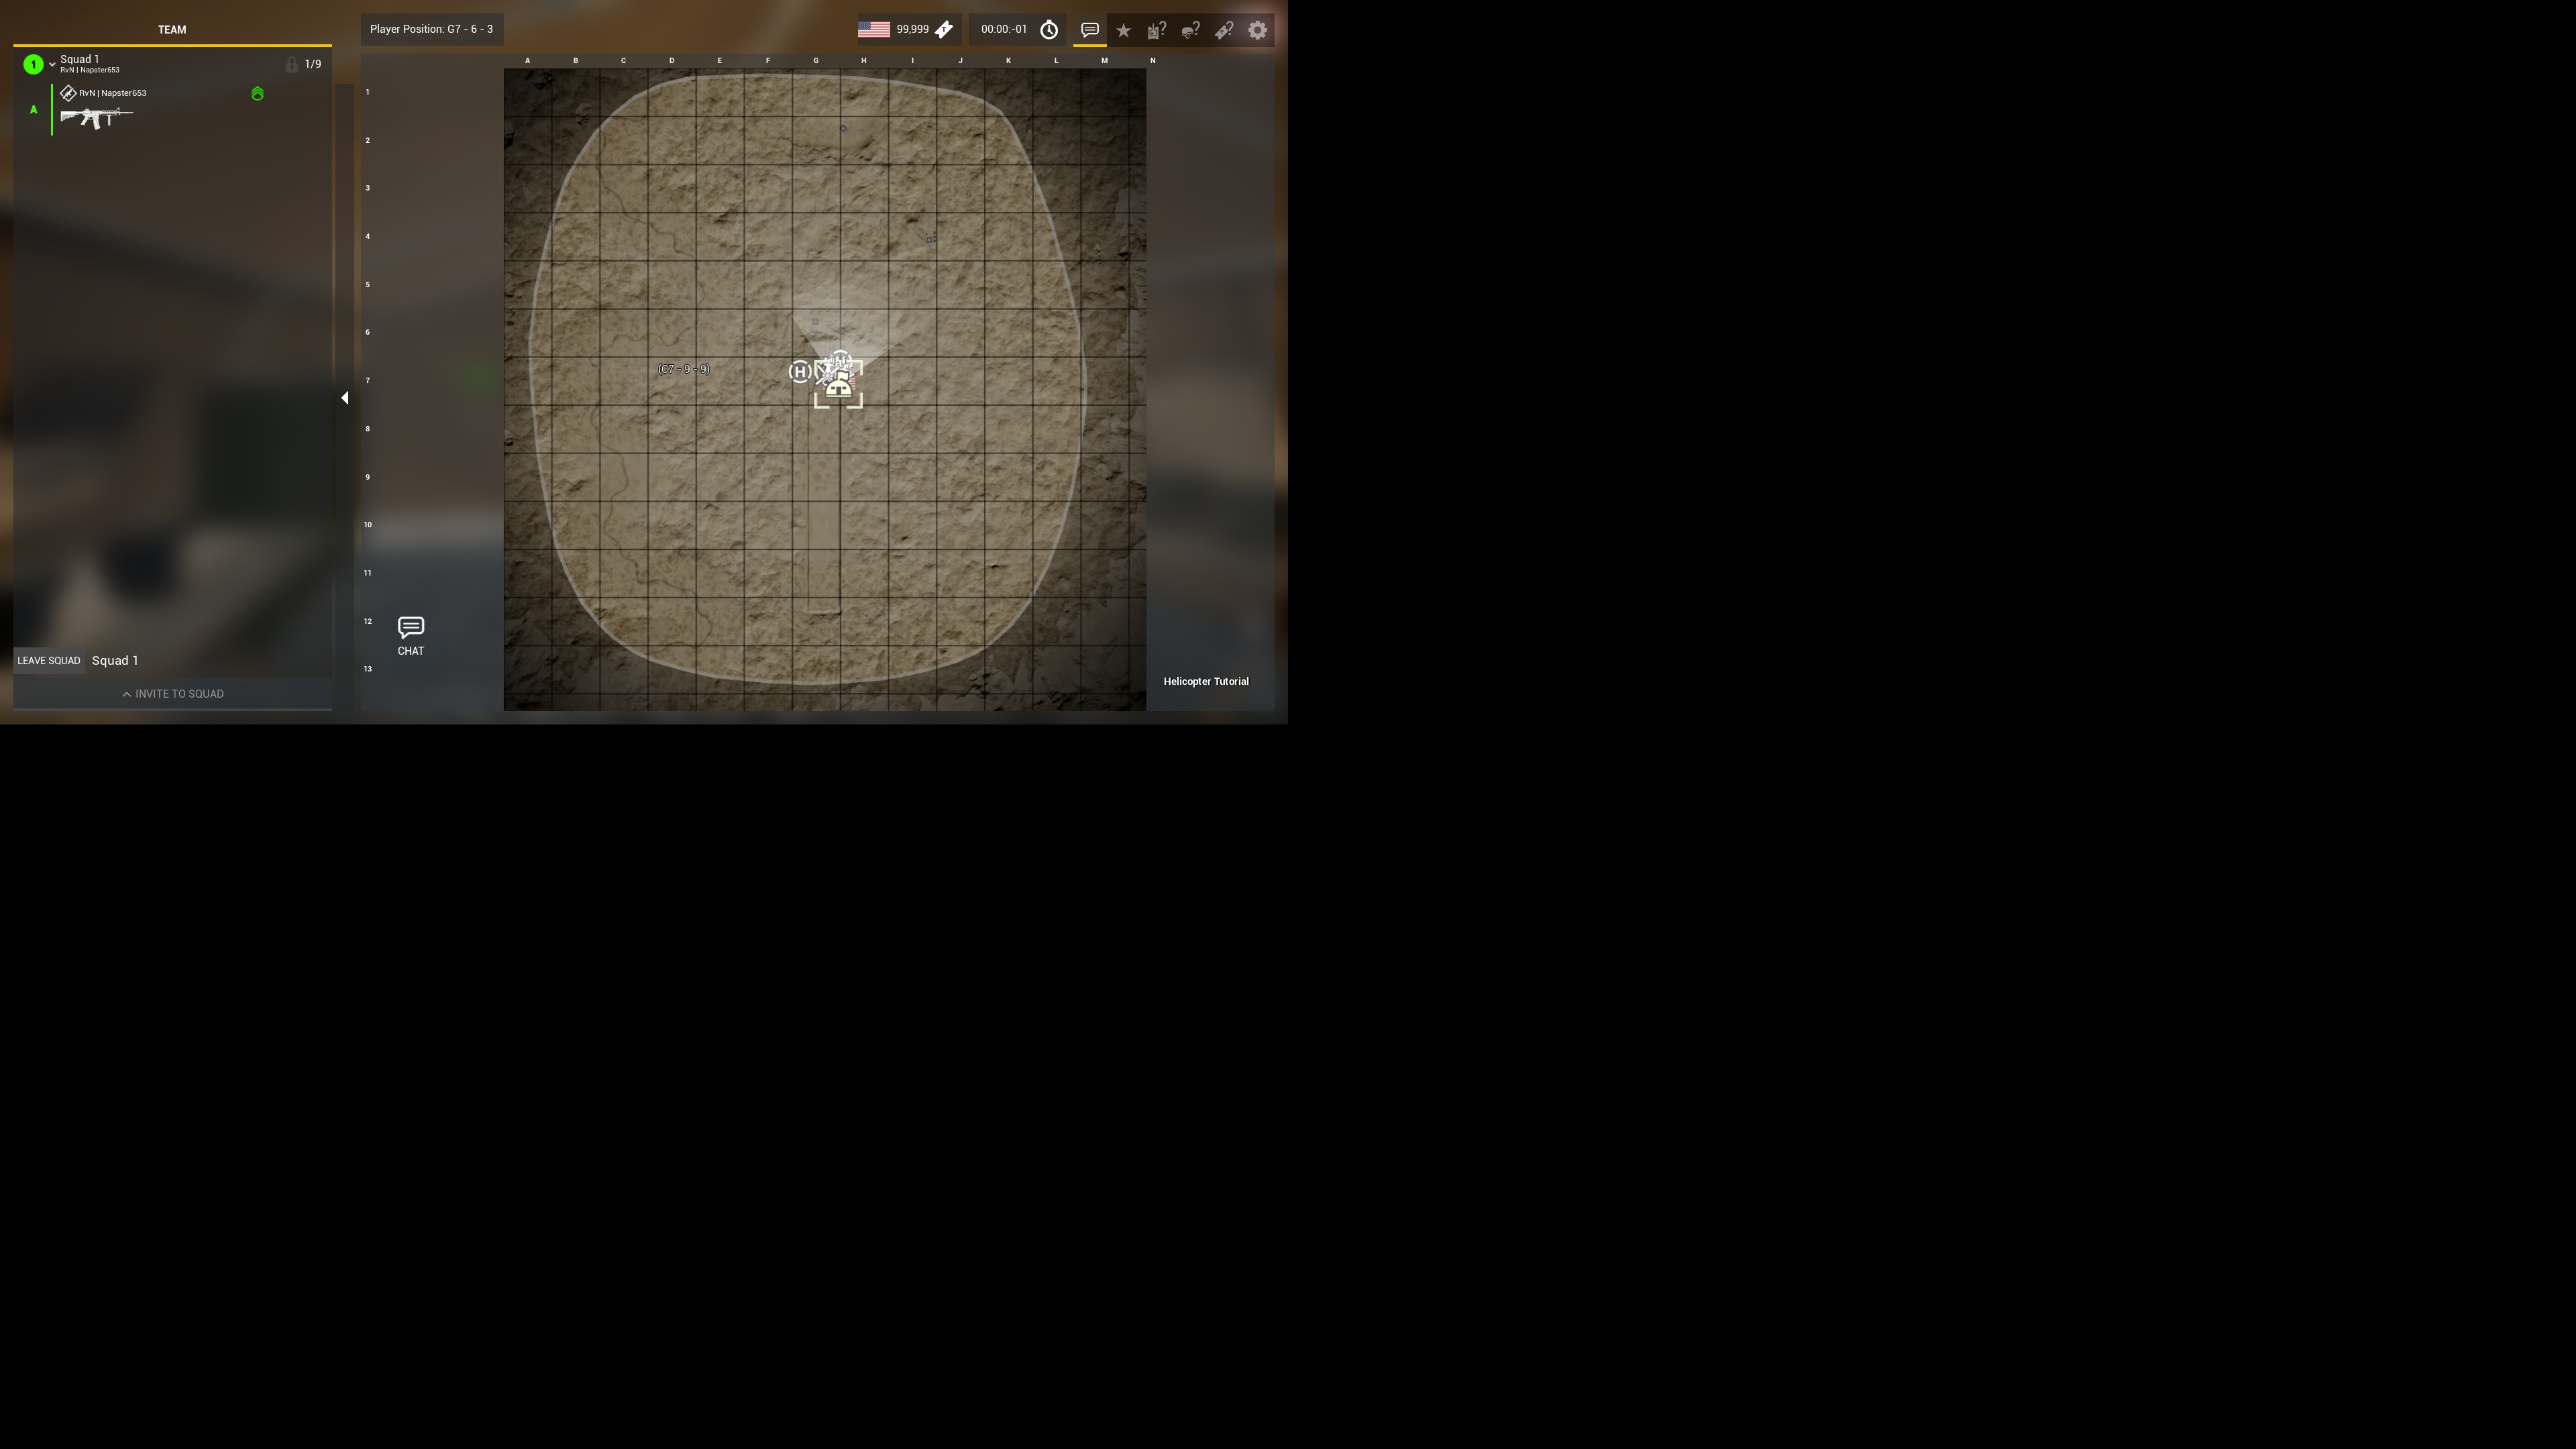 TEAM
Player Position: G7 - 6 - 3
99,999
00:00:-01
1
Squad 1
RvN | Napster653
1/9
A
RvN | Napster653
A B C D E F G H I J K L M N
1
2
3
4
5
6
7
8
9
10
11
12
13
(C7 - 9 - 9)
H
H
CHAT
LEAVE SQUAD
Squad 1
INVITE TO SQUAD
Helicopter Tutorial